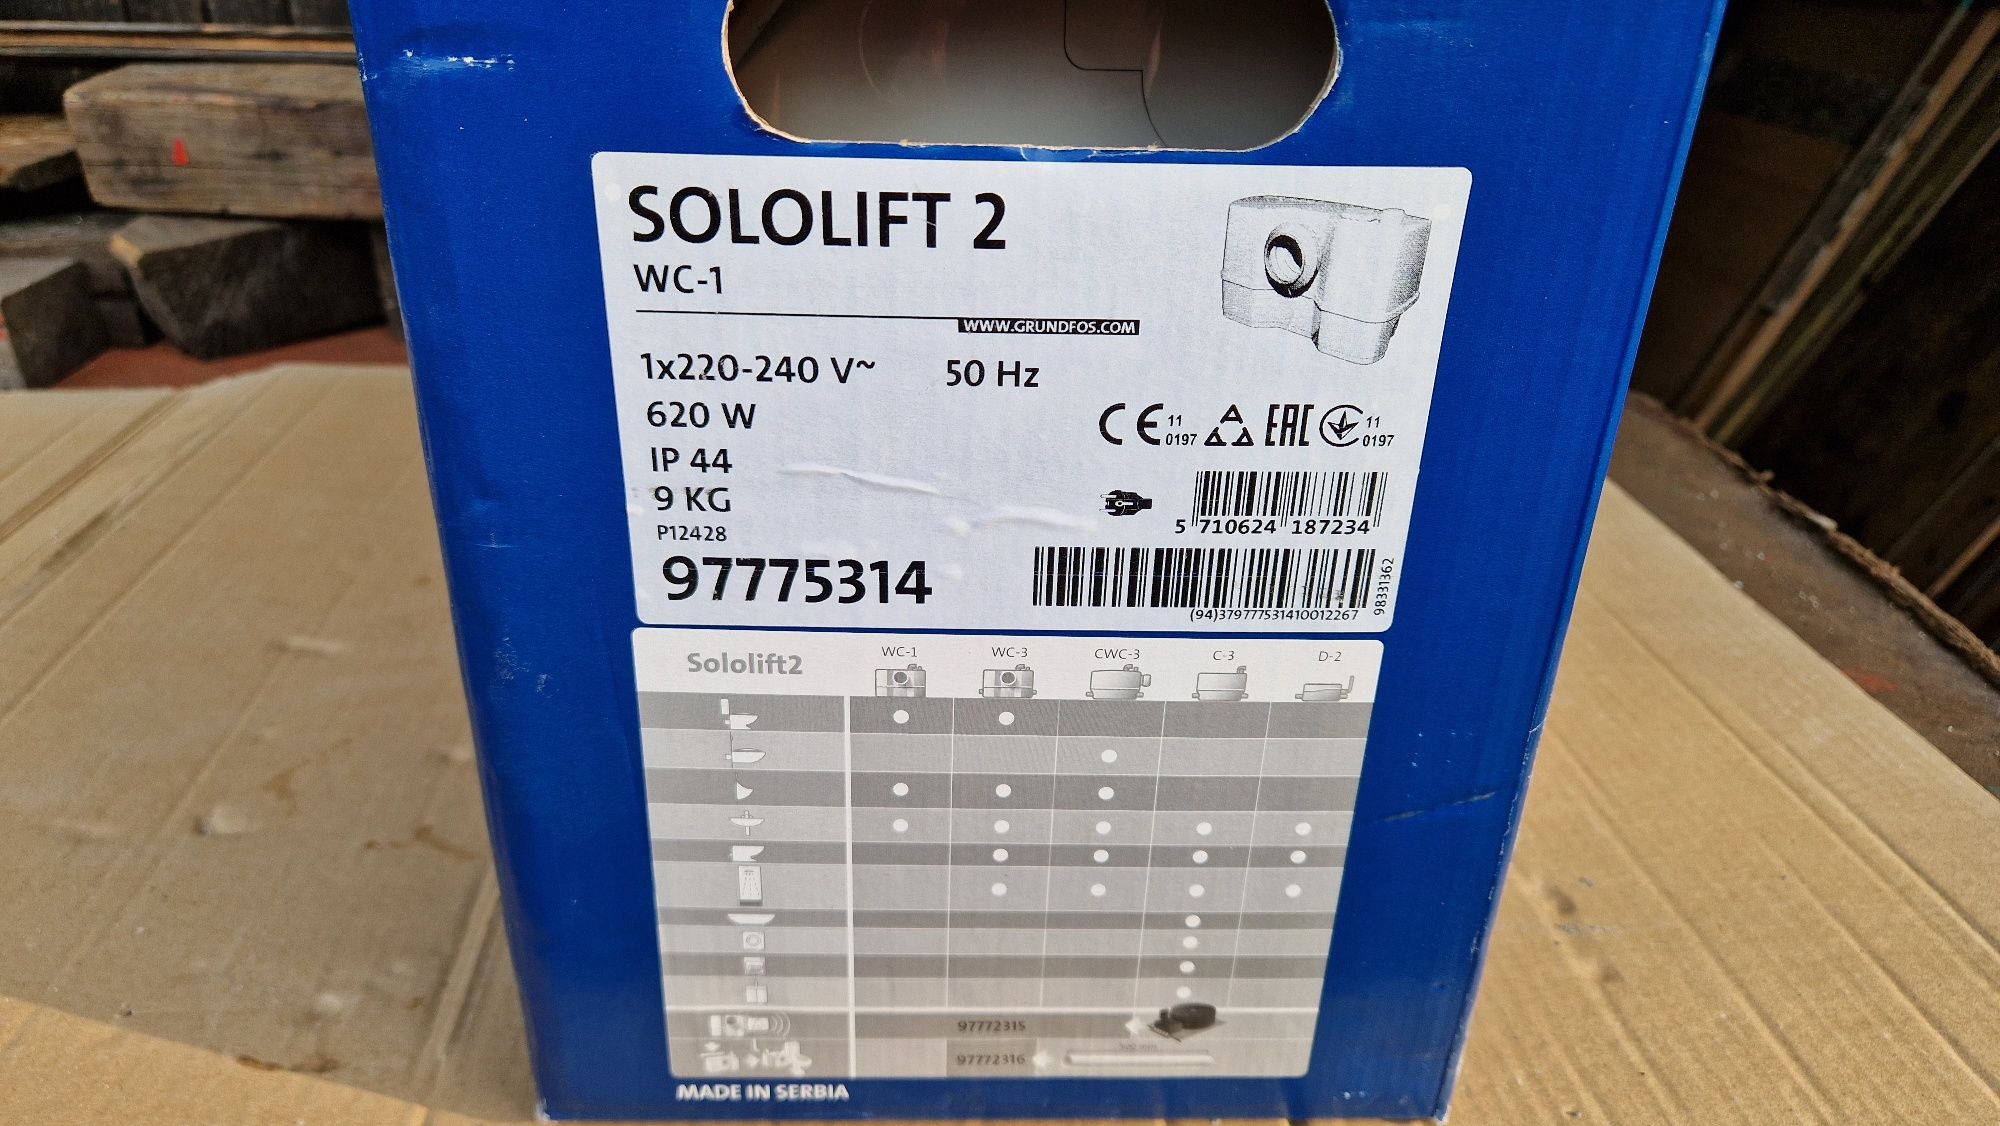 SOLOLIFT 2
WC-1
WWW.GRUNDFOS.COM
1x220-240 V~ 50 Hz
620 W
IP 44
9 KG
P12428
97775314
CE 11 0197 EAC 11 0197
5 710624 187234
(94)379777531410012267
98331362
Sololift2 WC-1 WC-3 CWC-3 C-3 D-2
97772315
97772316
MADE IN SERBIA